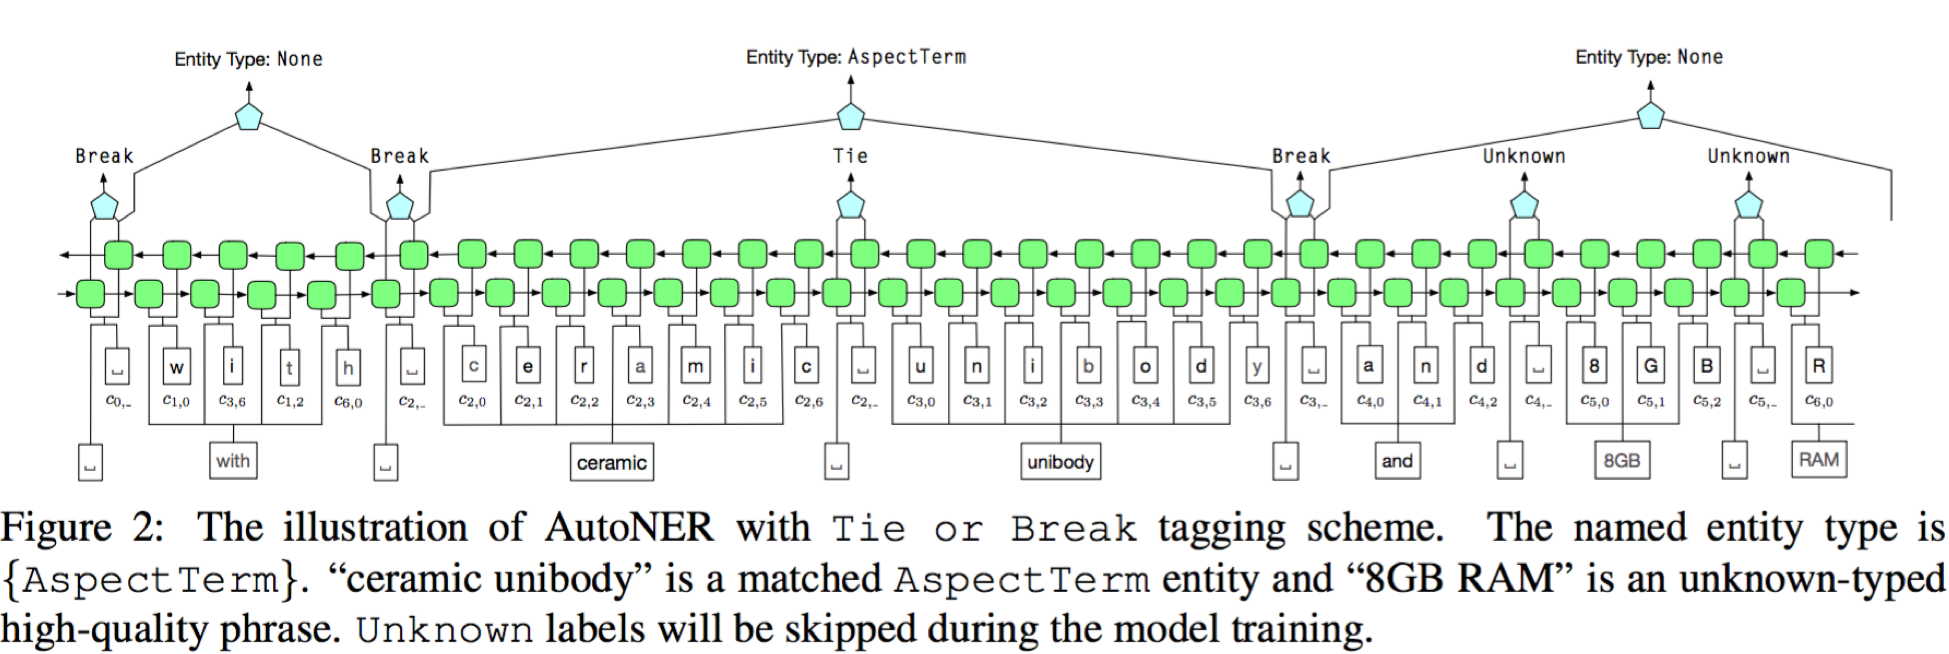 Entity Type: None Entity Type: AspectTerm Entity Type: None
Break Break Tie Break Unknown Unknown
␣ w i t h ␣ c e r a m i c ␣ u n i b o d y ␣ a n d ␣ 8 G B ␣ R
c0,_ c1,0 c3,6 c1,2 c6,0 c2,_ c2,0 c2,1 c2,2 c2,3 c2,4 c2,5 c2,6 c2,_ c3,0 c3,1 c3,2 c3,3 c3,4 c3,5 c3,6 c3,_ c4,0 c4,1 c4,2 c4,_ c5,0 c5,1 c5,2 c5,_ c6,0
␣ with ␣ ceramic ␣ unibody ␣ and ␣ 8GB ␣ RAM
Figure 2: The illustration of AutoNER with Tie or Break tagging scheme. The named entity type is
{AspectTerm}. “ceramic unibody” is a matched AspectTerm entity and “8GB RAM” is an unknown-typed
high-quality phrase. Unknown labels will be skipped during the model training.